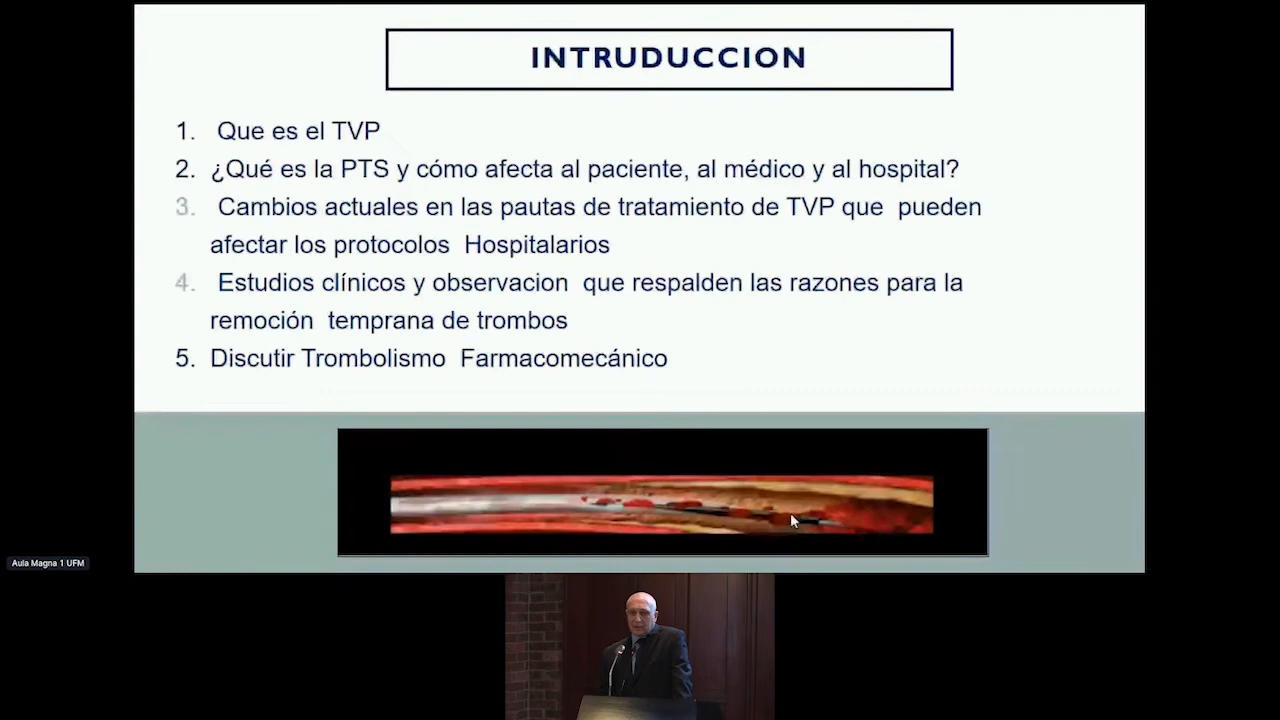 INTRUDUCCION
1. Que es el TVP
2. ¿Qué es la PTS y cómo afecta al paciente, al médico y al hospital?
3. Cambios actuales en las pautas de tratamiento de TVP que pueden
afectar los protocolos Hospitalarios
4. Estudios clínicos y observacion que respalden las razones para la
remoción temprana de trombos
5. Discutir Trombolismo Farmacomecánico
Aula Magna 1 UFM